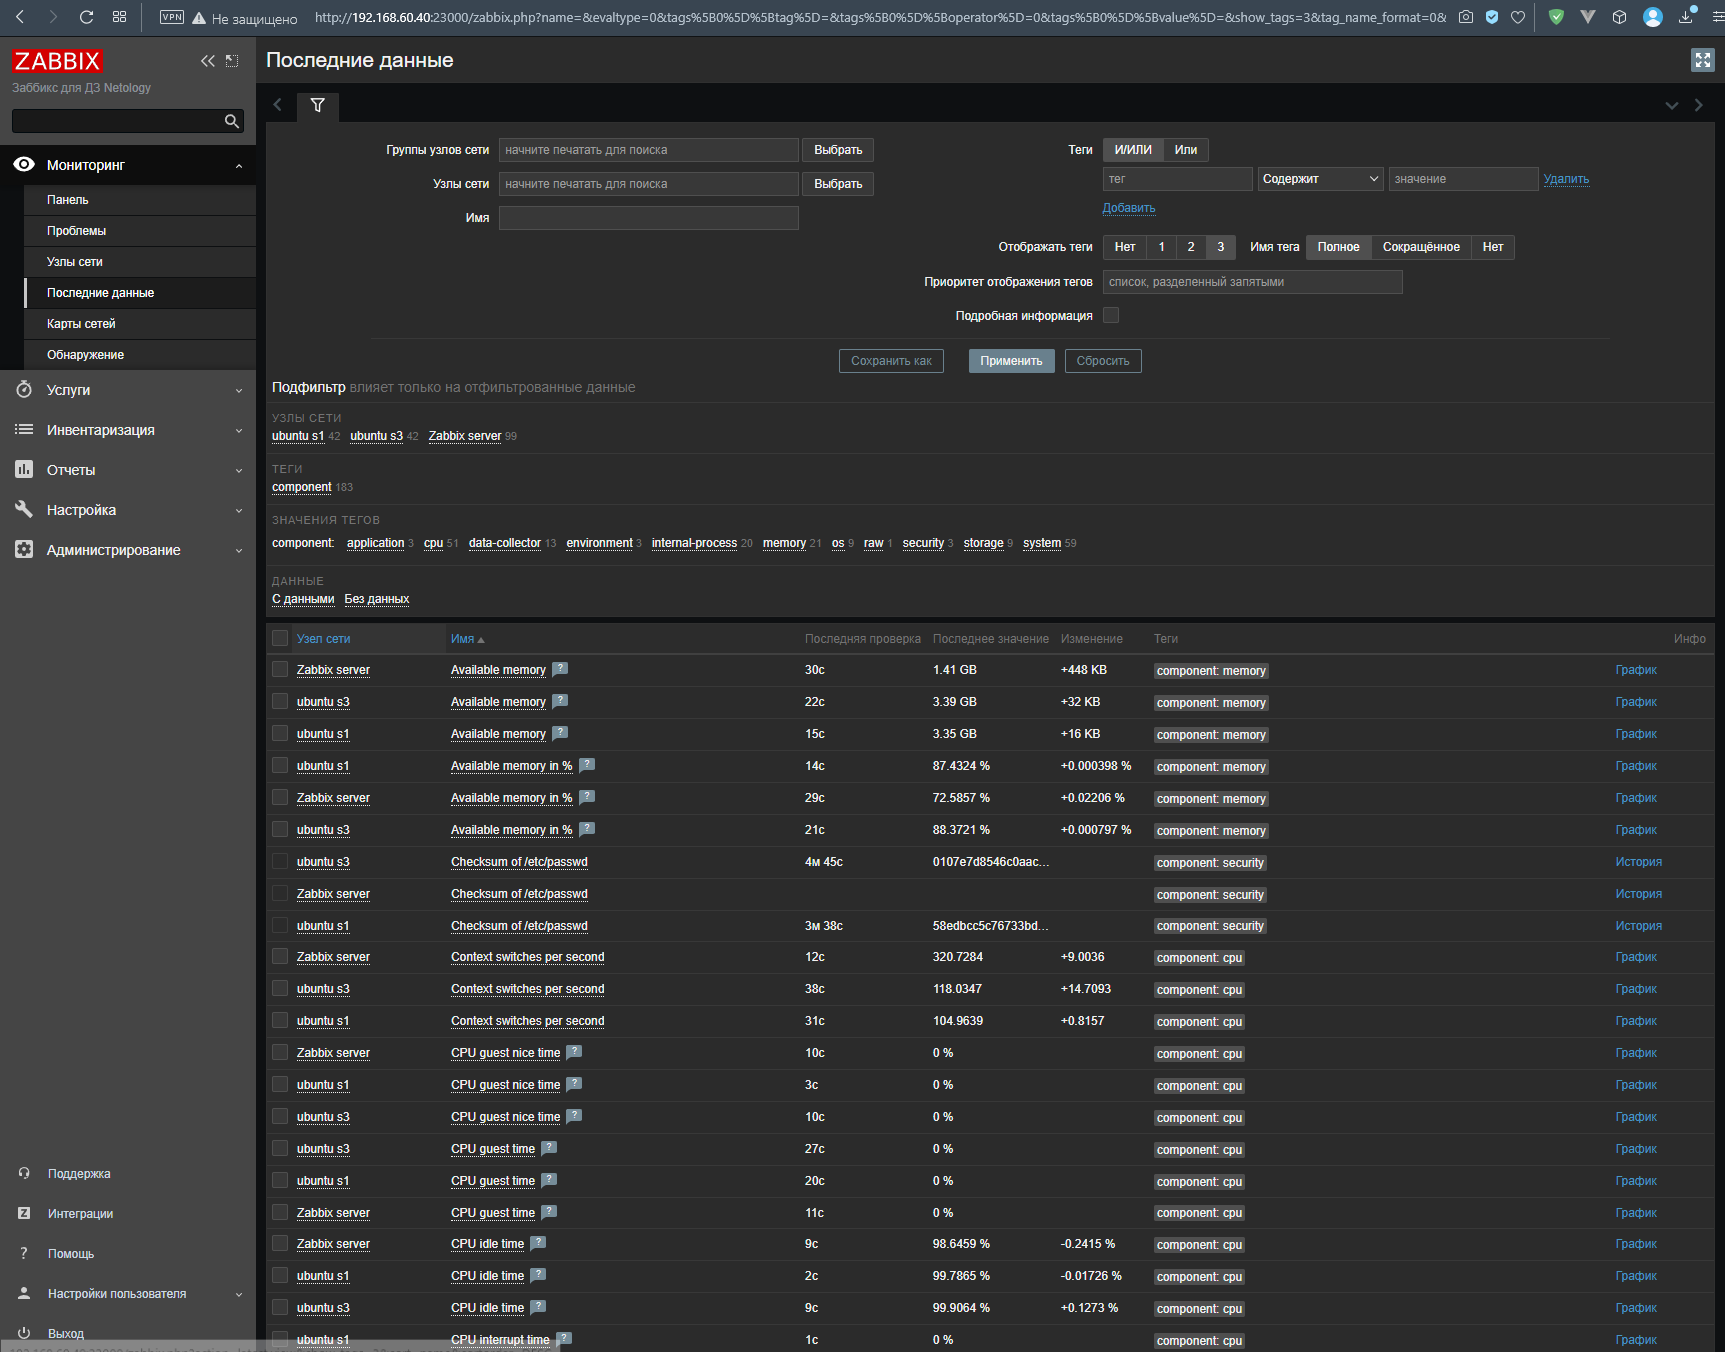 VPN Не защищено http://192.168.60.40:23000/zabbix.php?name=&evaltype=0&tags%5B0%5D%5Btag%5D=&tags%5B0%5D%5Boperator%5D=0&tags%5B0%5D%5Bvalue%5D=&show_tags=3&tag_name_format=0&
ZABBIX
Заббикс для ДЗ Netology
Мониторинг
Панель
Проблемы
Узлы сети
Последние данные
Карты сетей
Обнаружение
Услуги
Инвентаризация
Отчеты
Настройка
Администрирование
Поддержка
Интеграции
Помощь
Настройки пользователя
Выход
Последние данные
Группы узлов сети начните печатать для поиска Выбрать
Узлы сети начните печатать для поиска Выбрать
Имя
Теги И/ИЛИ Или
тег Содержит значение Удалить
Добавить
Отображать теги Нет 1 2 3 Имя тега Полное Сокращённое Нет
Приоритет отображения тегов список, разделенный запятыми
Подробная информация
Сохранить как Применить Сбросить
Подфильтр влияет только на отфильтрованные данные
УЗЛЫ СЕТИ
ubuntu s1 42 ubuntu s3 42 Zabbix server 99
ТЕГИ
component 183
ЗНАЧЕНИЯ ТЕГОВ
component: application 3 cpu 51 data-collector 13 environment 3 internal-process 20 memory 21 os 9 raw 1 security 3 storage 9 system 59
ДАННЫЕ
С данными Без данных
Узел сети Имя Последняя проверка Последнее значение Изменение Теги Инфо
Zabbix server Available memory ? 30с 1.41 GB +448 KB component: memory График
ubuntu s3 Available memory ? 22с 3.39 GB +32 KB component: memory График
ubuntu s1 Available memory ? 15с 3.35 GB +16 KB component: memory График
ubuntu s1 Available memory in % ? 14с 87.4324 % +0.000398 % component: memory График
Zabbix server Available memory in % ? 29с 72.5857 % +0.02206 % component: memory График
ubuntu s3 Available memory in % ? 21с 88.3721 % +0.000797 % component: memory График
ubuntu s3 Checksum of /etc/passwd 4м 45с 0107e7d8546c0aac... component: security История
Zabbix server Checksum of /etc/passwd component: security История
ubuntu s1 Checksum of /etc/passwd 3м 38с 58edbcc5c76733bd... component: security История
Zabbix server Context switches per second 12с 320.7284 +9.0036 component: cpu График
ubuntu s3 Context switches per second 38с 118.0347 +14.7093 component: cpu График
ubuntu s1 Context switches per second 31с 104.9639 +0.8157 component: cpu График
Zabbix server CPU guest nice time ? 10с 0 % component: cpu График
ubuntu s1 CPU guest nice time ? 3с 0 % component: cpu График
ubuntu s3 CPU guest nice time ? 10с 0 % component: cpu График
ubuntu s3 CPU guest time ? 27с 0 % component: cpu График
ubuntu s1 CPU guest time ? 20с 0 % component: cpu График
Zabbix server CPU guest time ? 11с 0 % component: cpu График
Zabbix server CPU idle time ? 9с 98.6459 % -0.2415 % component: cpu График
ubuntu s1 CPU idle time ? 2с 99.7865 % -0.01726 % component: cpu График
ubuntu s3 CPU idle time ? 9с 99.9064 % +0.1273 % component: cpu График
ubuntu s1 CPU interrupt time ? 1с 0 % component: cpu График